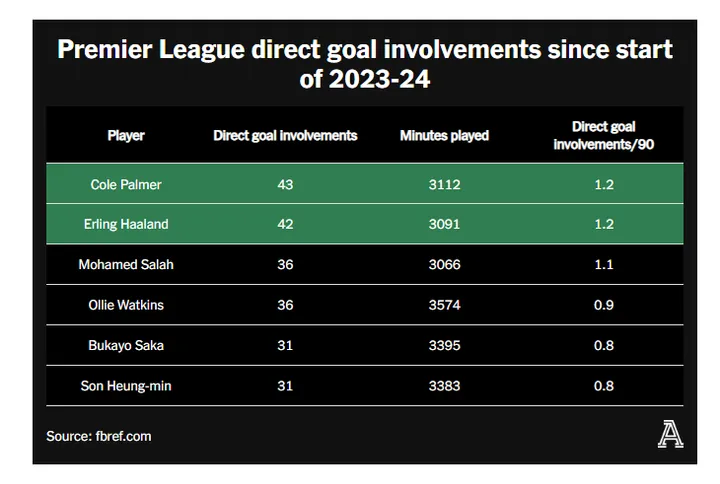 Premier League direct goal involvements since start
of 2023-24
Player Direct goal involvements Minutes played Direct goal involvements/90
Cole Palmer 43 3112 1.2
Erling Haaland 42 3091 1.2
Mohamed Salah 36 3066 1.1
Ollie Watkins 36 3574 0.9
Bukayo Saka 31 3395 0.8
Son Heung-min 31 3383 0.8
Source: fbref.com
A